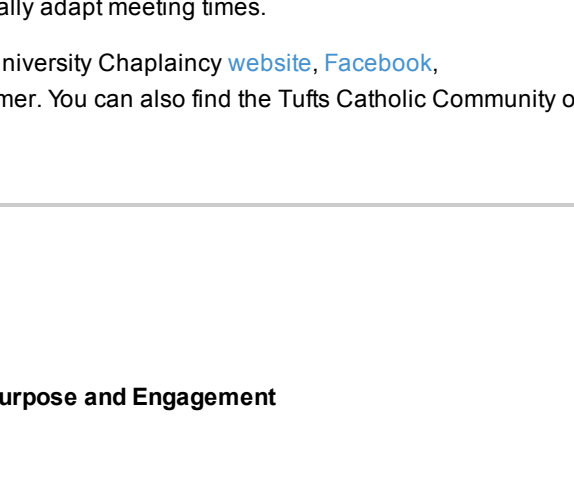 ally adapt meeting times.
niversity Chaplaincy website, Facebook,
mer. You can also find the Tufts Catholic Community o
urpose and Engagement